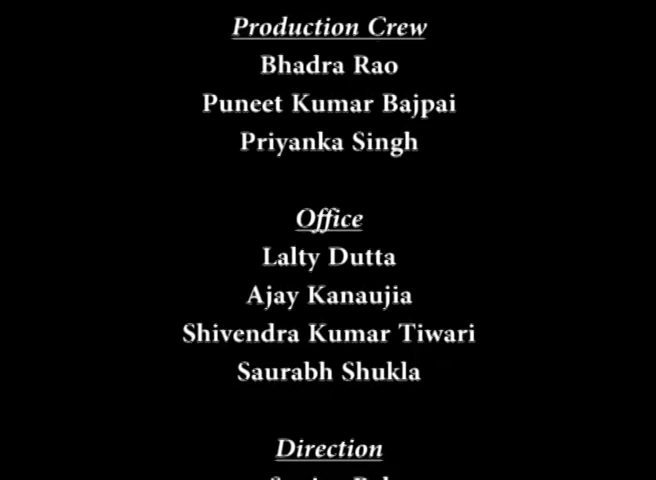 Production Crew
Bhadra Rao
Puneet Kumar Bajpai
Priyanka Singh
Office
Lalty Dutta
Ajay Kanaujia
Shivendra Kumar Tiwari
Saurabh Shukla
Direction